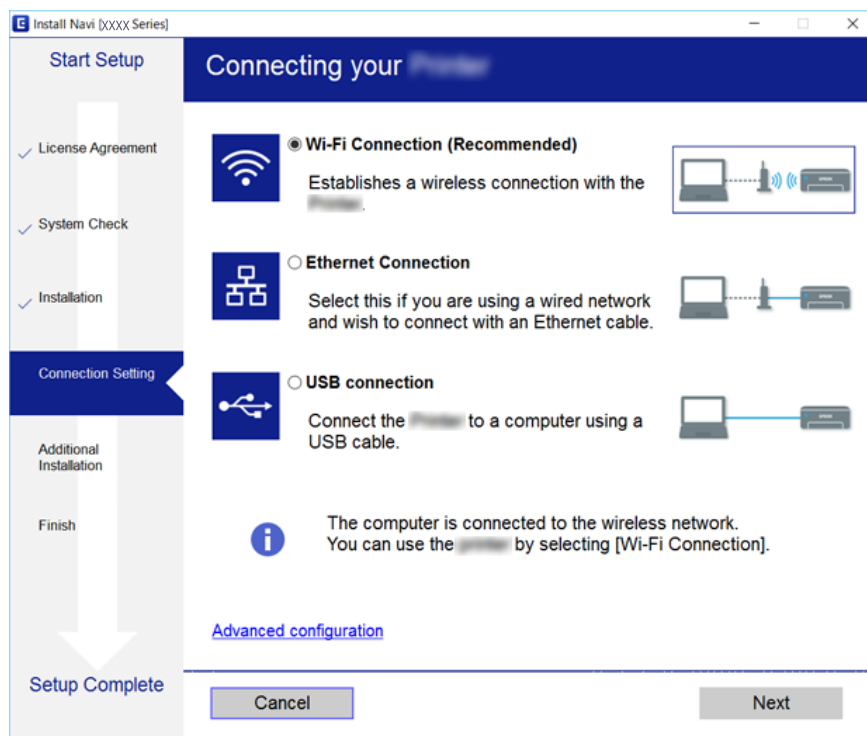 Install Navi [XXXX Series]
Start Setup
License Agreement
System Check
Installation
Connection Setting
Additional
Installation
Finish
Setup Complete
Connecting your
Wi-Fi Connection (Recommended)
Establishes a wireless connection with the
.
Ethernet Connection
Select this if you are using a wired network
and wish to connect with an Ethernet cable.
USB connection
Connect the to a computer using a
USB cable.
The computer is connected to the wireless network.
You can use the by selecting [Wi-Fi Connection].
Advanced configuration
Cancel
Next